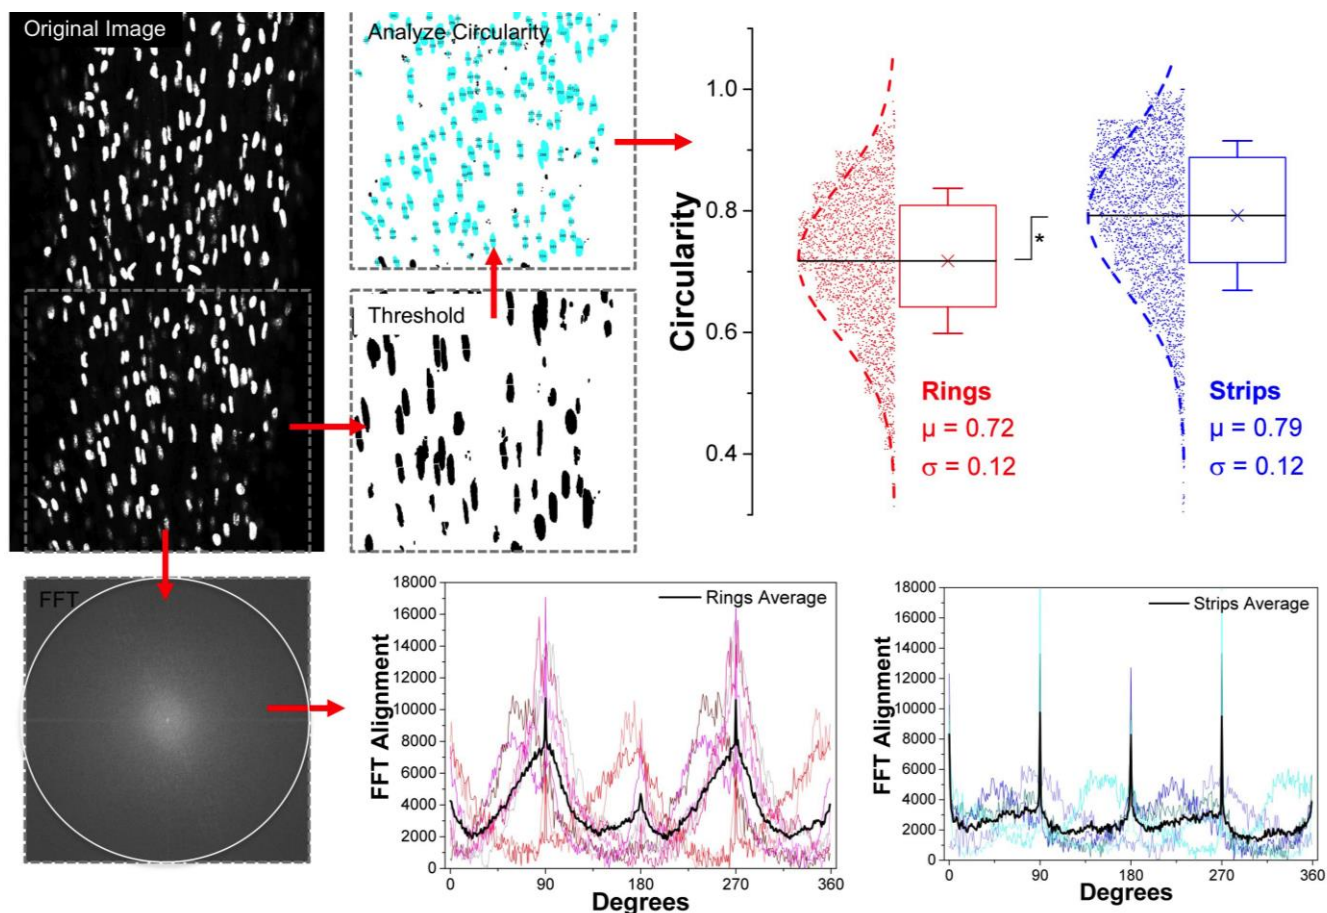 Original Image
Analyze Circularity
Threshold
FFT
Circularity
1.0
0.8
0.6
0.4
*
Rings
μ = 0.72
σ = 0.12
Strips
μ = 0.79
σ = 0.12
FFT Alignment
18000
16000
14000
12000
10000
8000
6000
4000
2000
0
Rings Average
0 90 180 270 360
Degrees
FFT Alignment
18000
16000
14000
12000
10000
8000
6000
4000
2000
0
Strips Average
0 90 180 270 360
Degrees